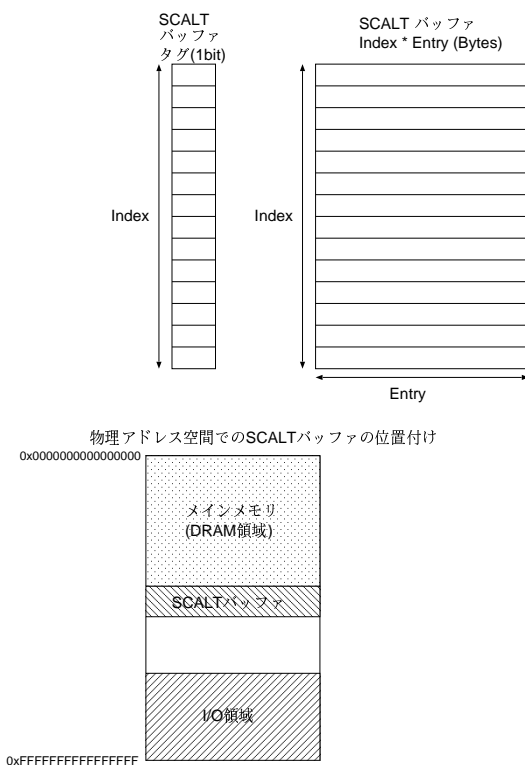 SCALT
バッファ
タグ(1bit)
SCALT バッファ
Index * Entry (Bytes)
Index
Index
Entry
物理アドレス空間でのSCALTバッファの位置付け
0x0000000000000000
メインメモリ
(DRAM領域)
SCALTバッファ
I/O領域
0xFFFFFFFFFFFFFFFF